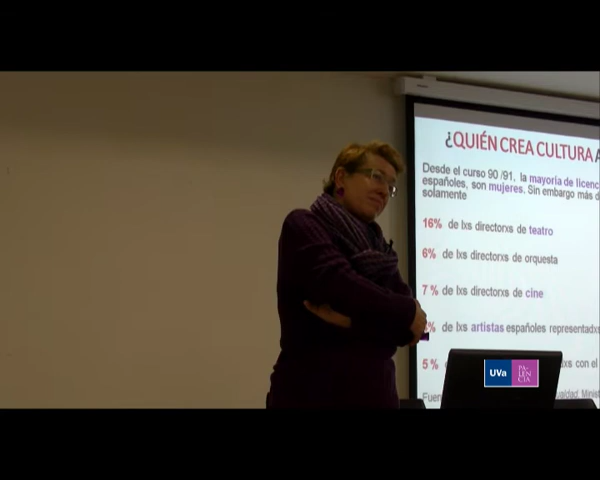 ¿QUIÉN CREA CULTURA
Desde el curso 90 /91, la mayoría de
españoles, son mujeres. Sin embargo más
solamente
16% de lxs directorxs de teatro
6% de lxs directorxs de orquesta
7 % de lxs directorxs de cine
% de lxs artistas españoles
5 % con el
UVa PA-
LEN
CIA